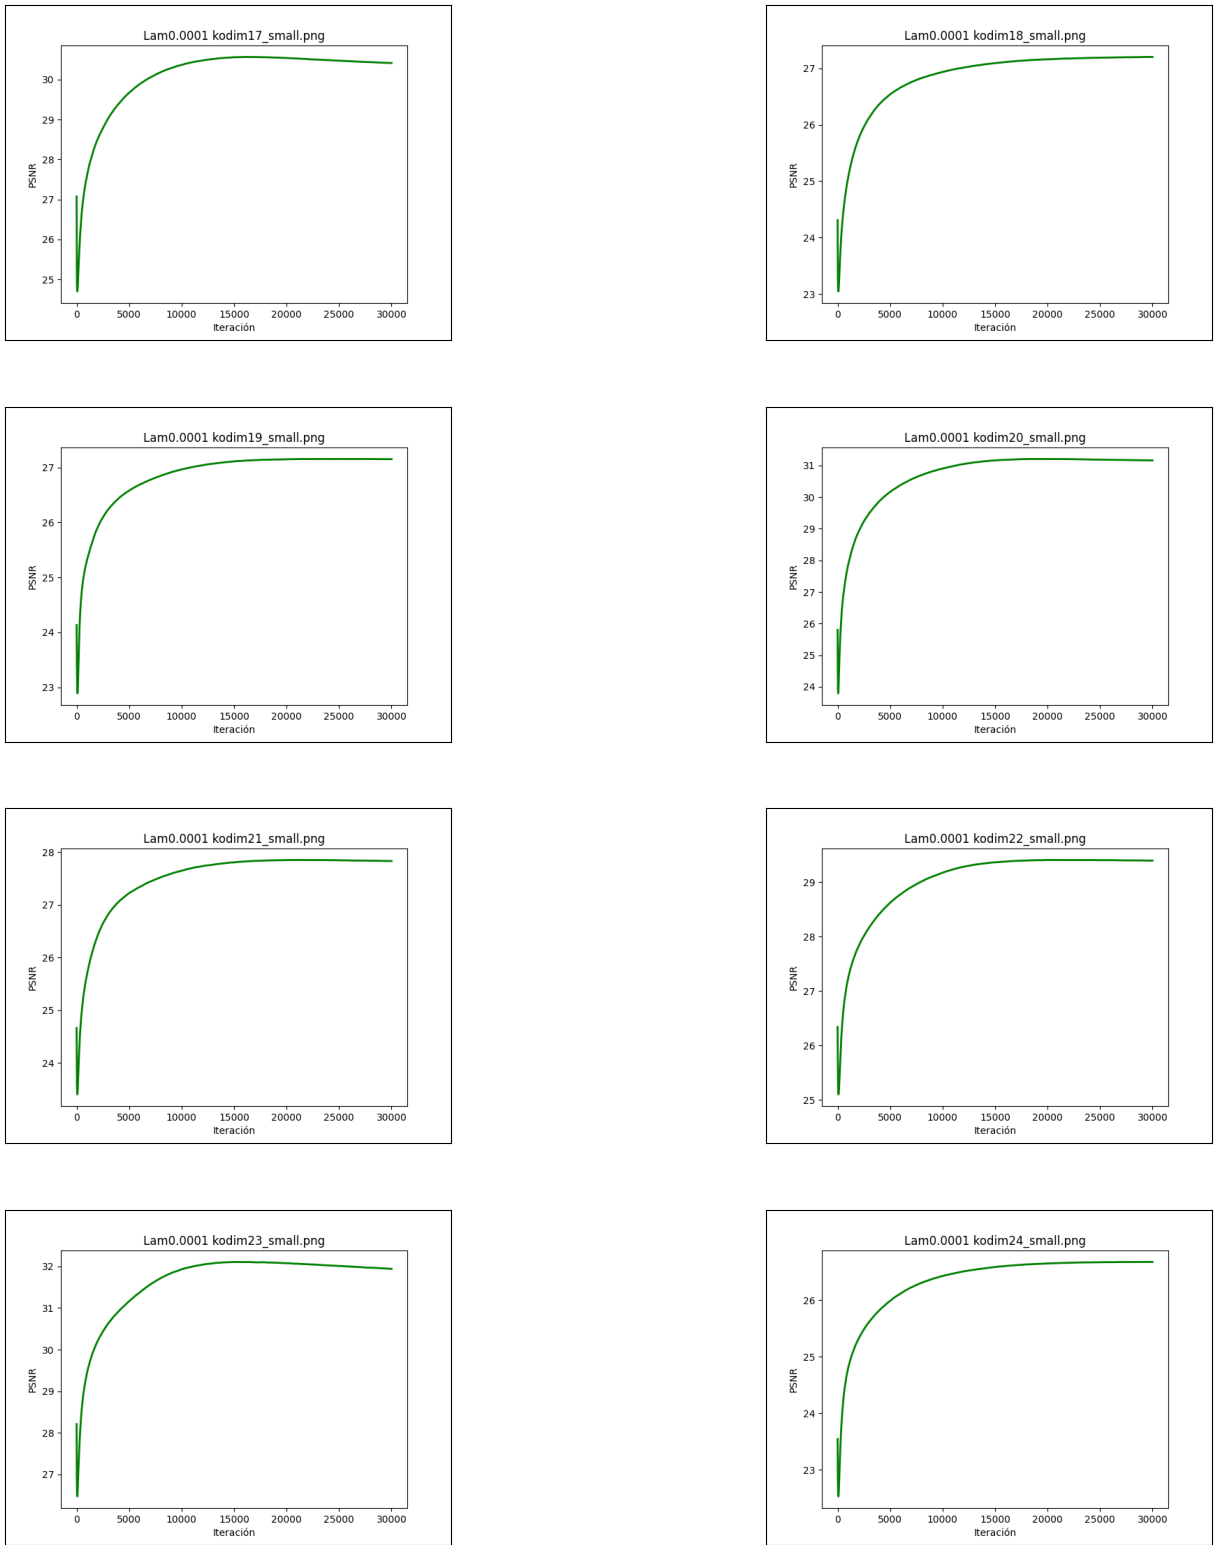 Lam0.0001 kodim17_small.png
PSNR
30
29
28
27
26
25
0 5000 10000 15000 20000 25000 30000
Iteración
Lam0.0001 kodim18_small.png
PSNR
27
26
25
24
23
0 5000 10000 15000 20000 25000 30000
Iteración
Lam0.0001 kodim19_small.png
PSNR
27
26
25
24
23
0 5000 10000 15000 20000 25000 30000
Iteración
Lam0.0001 kodim20_small.png
PSNR
31
30
29
28
27
26
25
24
0 5000 10000 15000 20000 25000 30000
Iteración
Lam0.0001 kodim21_small.png
PSNR
28
27
26
25
24
0 5000 10000 15000 20000 25000 30000
Iteración
Lam0.0001 kodim22_small.png
PSNR
29
28
27
26
25
0 5000 10000 15000 20000 25000 30000
Iteración
Lam0.0001 kodim23_small.png
PSNR
32
31
30
29
28
27
0 5000 10000 15000 20000 25000 30000
Iteración
Lam0.0001 kodim24_small.png
PSNR
26
25
24
23
0 5000 10000 15000 20000 25000 30000
Iteración